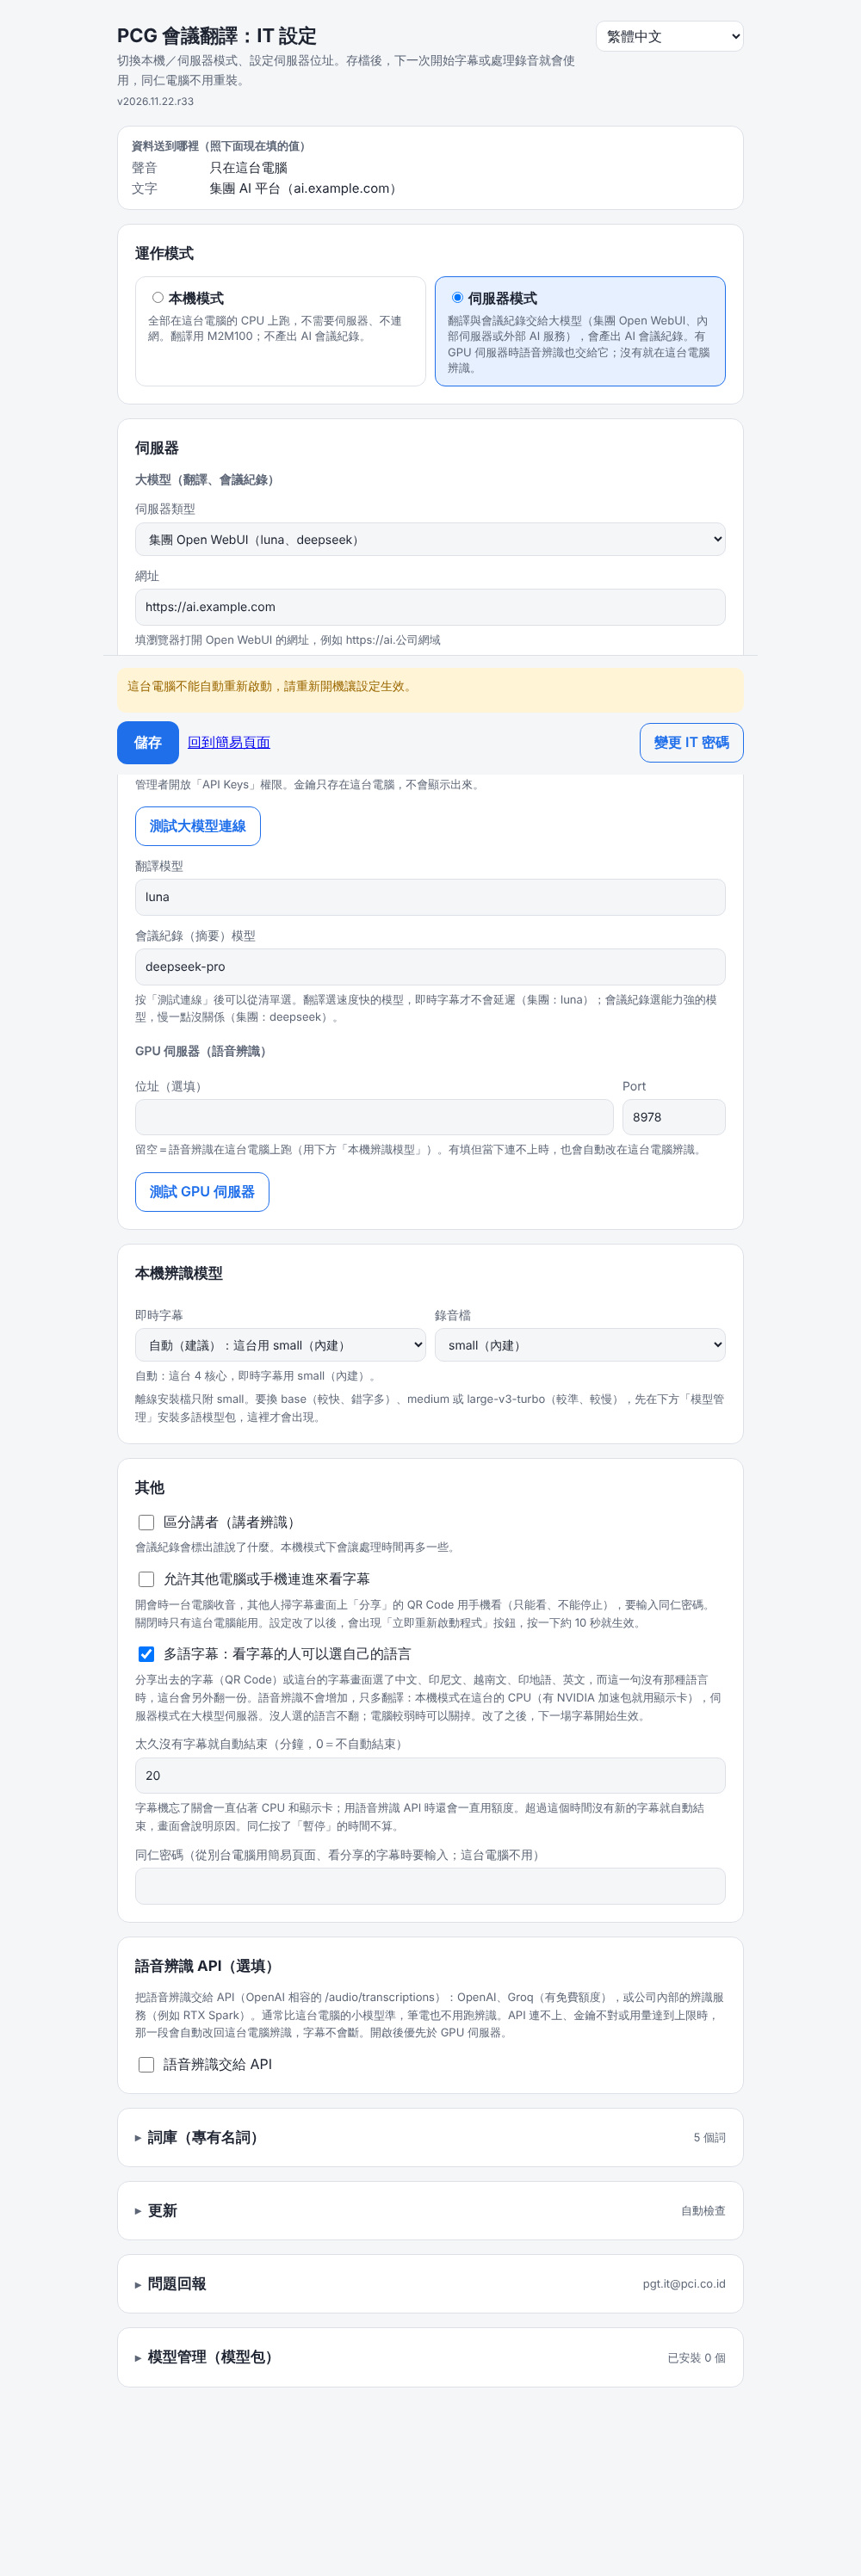 PCG 會議翻譯：IT 設定
繁體中文
切換本機／伺服器模式、設定伺服器位址。存檔後，下一次開始字幕或處理錄音就會使
用，同仁電腦不用重裝。
v2026.11.22.r33
資料送到哪裡（照下面現在填的值）
聲音 只在這台電腦
文字 集團 AI 平台（ai.example.com）
運作模式
本機模式
全部在這台電腦的 CPU 上跑，不需要伺服器、不連
網。翻譯用 M2M100；不產出 AI 會議紀錄。
伺服器模式
翻譯與會議紀錄交給大模型（集團 Open WebUI、內
部伺服器或外部 AI 服務），會產出 AI 會議紀錄。有
GPU 伺服器時語音辨識也交給它；沒有就在這台電腦
辨識。
伺服器
大模型（翻譯、會議紀錄）
伺服器類型
集團 Open WebUI（luna、deepseek）
網址
https://ai.example.com
填瀏覽器打開 Open WebUI 的網址，例如 https://ai.公司網域
這台電腦不能自動重新啟動，請重新開機讓設定生效。
儲存 回到簡易頁面 變更 IT 密碼
管理者開放「API Keys」權限。金鑰只存在這台電腦，不會顯示出來。
測試大模型連線
翻譯模型
luna
會議紀錄（摘要）模型
deepseek-pro
按「測試連線」後可以從清單選。翻譯選速度快的模型，即時字幕才不會延遲（集團：luna）；會議紀錄選能力強的模
型，慢一點沒關係（集團：deepseek）。
GPU 伺服器（語音辨識）
位址（選填） Port
8978
留空＝語音辨識在這台電腦上跑（用下方「本機辨識模型」）。有填但當下連不上時，也會自動改在這台電腦辨識。
測試 GPU 伺服器
本機辨識模型
即時字幕 錄音檔
自動（建議）：這台用 small（內建） small（內建）
自動：這台 4 核心，即時字幕用 small（內建）。
離線安裝檔只附 small。要換 base（較快、錯字多）、medium 或 large-v3-turbo（較準、較慢），先在下方「模型管
理」安裝多語模型包，這裡才會出現。
其他
區分講者（講者辨識）
會議紀錄會標出誰說了什麼。本機模式下會讓處理時間再多一些。
允許其他電腦或手機連進來看字幕
開會時一台電腦收音，其他人掃字幕畫面上「分享」的 QR Code 用手機看（只能看、不能停止），要輸入同仁密碼。
關閉時只有這台電腦能用。設定改了以後，會出現「立即重新啟動程式」按鈕，按一下約 10 秒就生效。
多語字幕：看字幕的人可以選自己的語言
分享出去的字幕（QR Code）或這台的字幕畫面選了中文、印尼文、越南文、印地語、英文，而這一句沒有那種語言
時，這台會另外翻一份。語音辨識不會增加，只多翻譯：本機模式在這台的 CPU（有 NVIDIA 加速包就用顯示卡），伺
服器模式在大模型伺服器。沒人選的語言不翻；電腦較弱時可以關掉。改了之後，下一場字幕開始生效。
太久沒有字幕就自動結束（分鐘，0＝不自動結束）
20
字幕機忘了關會一直佔著 CPU 和顯示卡；用語音辨識 API 時還會一直用額度。超過這個時間沒有新的字幕就自動結
束，畫面會說明原因。同仁按了「暫停」的時間不算。
同仁密碼（從別台電腦用簡易頁面、看分享的字幕時要輸入；這台電腦不用）
語音辨識 API（選填）
把語音辨識交給 API（OpenAI 相容的 /audio/transcriptions）：OpenAI、Groq（有免費額度），或公司內部的辨識服
務（例如 RTX Spark）。通常比這台電腦的小模型準，筆電也不用跑辨識。API 連不上、金鑰不對或用量達到上限時，
那一段會自動改回這台電腦辨識，字幕不會斷。開啟後優先於 GPU 伺服器。
語音辨識交給 API
▸ 詞庫（專有名詞） 5 個詞
▸ 更新 自動檢查
▸ 問題回報 pgt.it@pci.co.id
▸ 模型管理（模型包） 已安裝 0 個